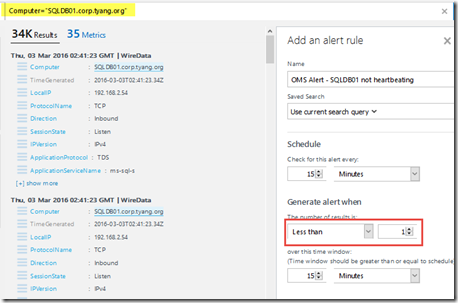 Computer="SQLDB01.corp.tyang.org"
34K Results
35 Metrics
Thu, 03 Mar 2016 02:41:23 GMT | WireData
Computer : SQLDB01.corp.tyang.org
TimeGenerated : 2016-03-03T02:41:23.34Z
LocalIP : 192.168.2.54
ProtocolName : TCP
Direction : Inbound
SessionState : Listen
IPVersion : IPv4
ApplicationProtocol : TDS
ApplicationServiceName : ms-sql-s
[+] show more
Thu, 03 Mar 2016 02:41:23 GMT | WireData
Computer : SQLDB01.corp.tyang.org
TimeGenerated : 2016-03-03T02:41:23.34Z
LocalIP : 192.168.2.54
ProtocolName : TCP
Direction : Inbound
SessionState : Listen
IPVersion : IPv4
Add an alert rule
Name
OMS Alert - SQLDB01 not heartbeating
Saved Search
Use current search query
Schedule
Check for this alert every:
15 Minutes
Generate alert when
The number of results is:
Less than 1
over this time window:
(Time window should be greater than or equal to schedule
15 Minutes